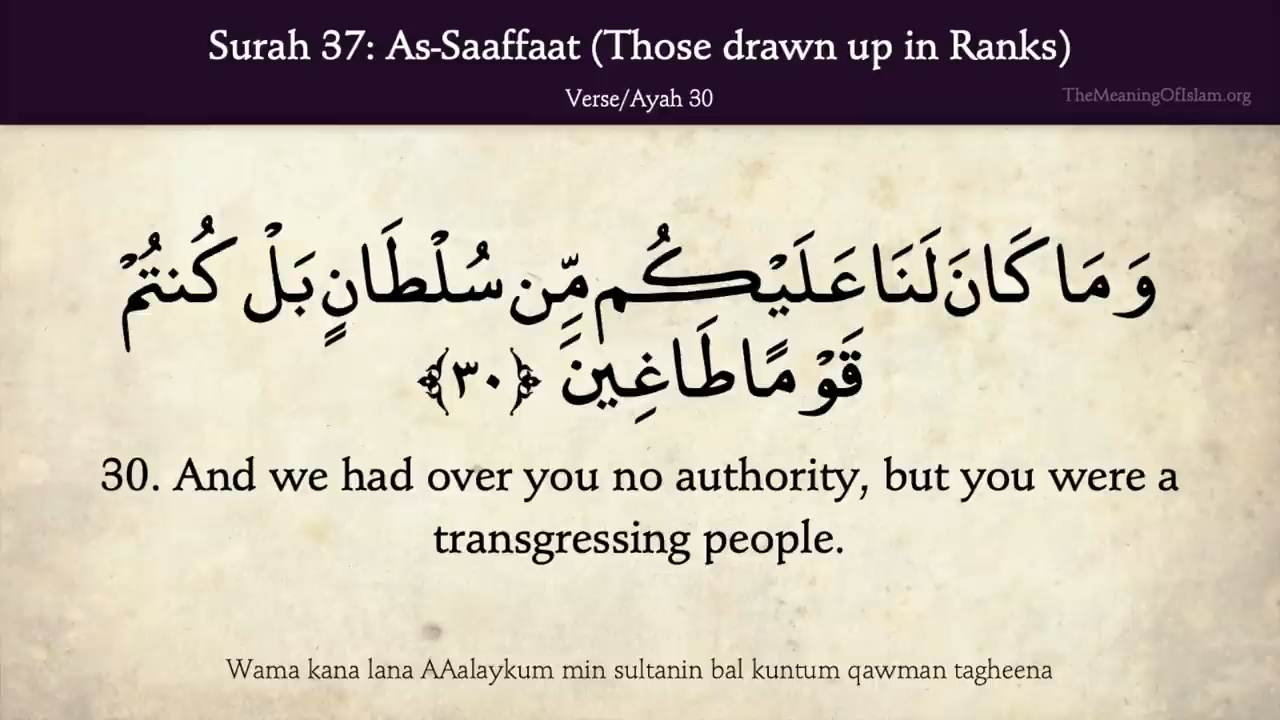 Surah 37: As-Saaffaat (Those drawn up in Ranks)
Verse/Ayah 30
TheMeaningOfIslam.org
وَمَا كَانَ لَنَا عَلَيْكُم مِّن سُلْطَانٍ بَلْ كُنتُمْ
قَوْمًا طَاغِينَ ﴿٣٠﴾
30. And we had over you no authority, but you were a
transgressing people.
Wama kana lana AAalaykum min sultanin bal kuntum qawman tagheena